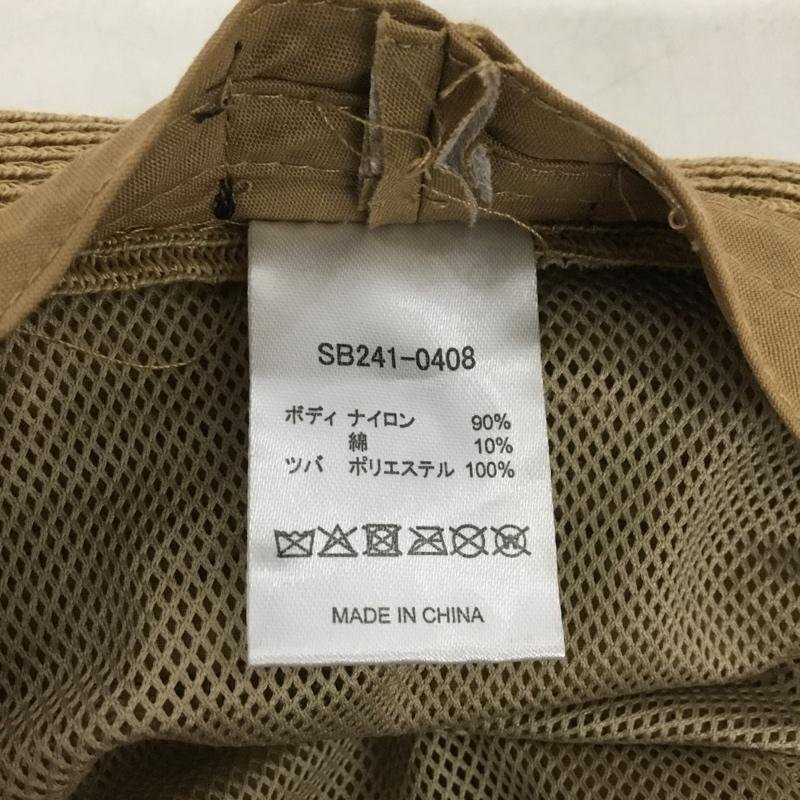 SB241-0408
ボディ ナイロン 90%
綿 10%
ツバ ポリエステル 100%
MADE IN CHINA